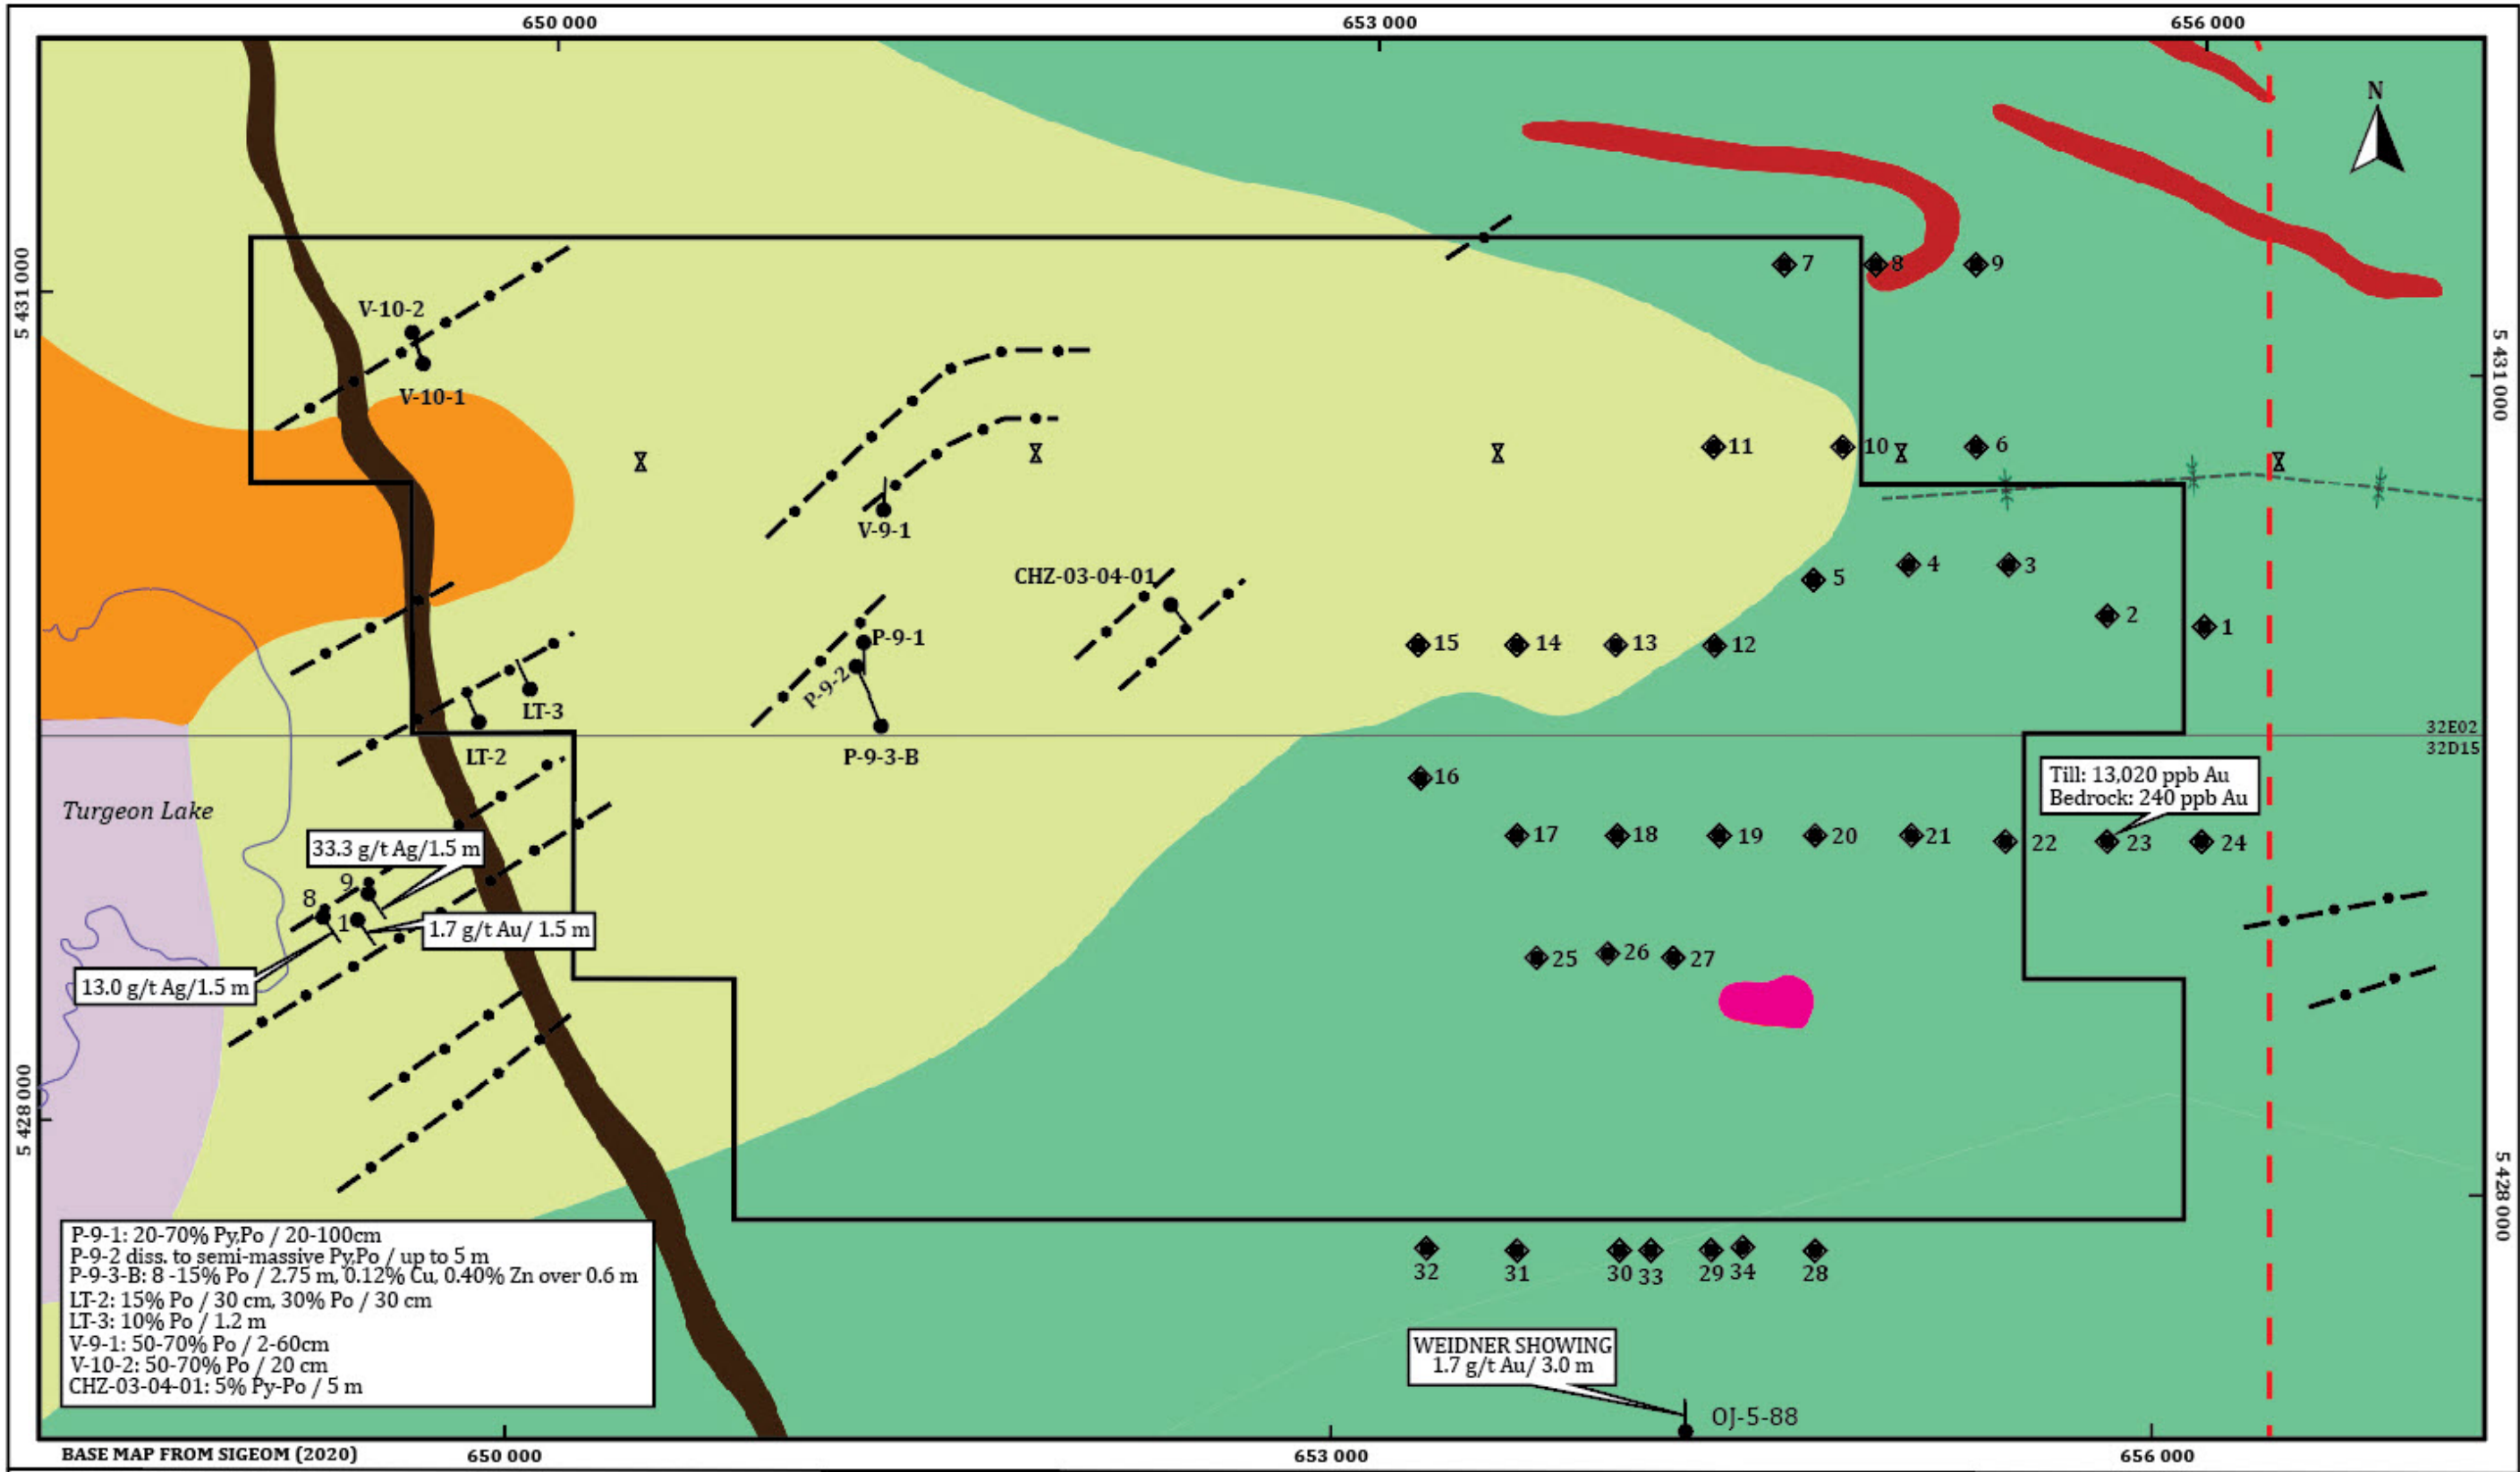 650 000
653 000
656 000
N
5 431 000
5 431 000
7
8
9
V-10-2
V-10-1
11
10
6
V-9-1
CHZ-03-04-01
5
4
3
2
1
P-9-1
P-9-2
15
14
13
12
LT-3
LT-2
P-9-3-B
32E02
32D15
16
Till: 13,020 ppb Au
Bedrock: 240 ppb Au
Turgeon Lake
17
18
19
20
21
22
23
24
33.3 g/t Ag/1.5 m
9
8
1
1.7 g/t Au/ 1.5 m
25
26
27
13.0 g/t Ag/1.5 m
5 428 000
5 428 000
P-9-1: 20-70% Py,Po / 20-100cm
P-9-2 diss. to semi-massive Py,Po / up to 5 m
P-9-3-B: 8 -15% Po / 2.75 m, 0.12% Cu, 0.40% Zn over 0.6 m
LT-2: 15% Po / 30 cm, 30% Po / 30 cm
LT-3: 10% Po / 1.2 m
V-9-1: 50-70% Po / 2-60cm
V-10-2: 50-70% Po / 20 cm
CHZ-03-04-01: 5% Py-Po / 5 m
32
31
30
33
29
34
28
WEIDNER SHOWING
1.7 g/t Au/ 3.0 m
OJ-5-88
BASE MAP FROM SIGEOM (2020)
650 000
653 000
656 000